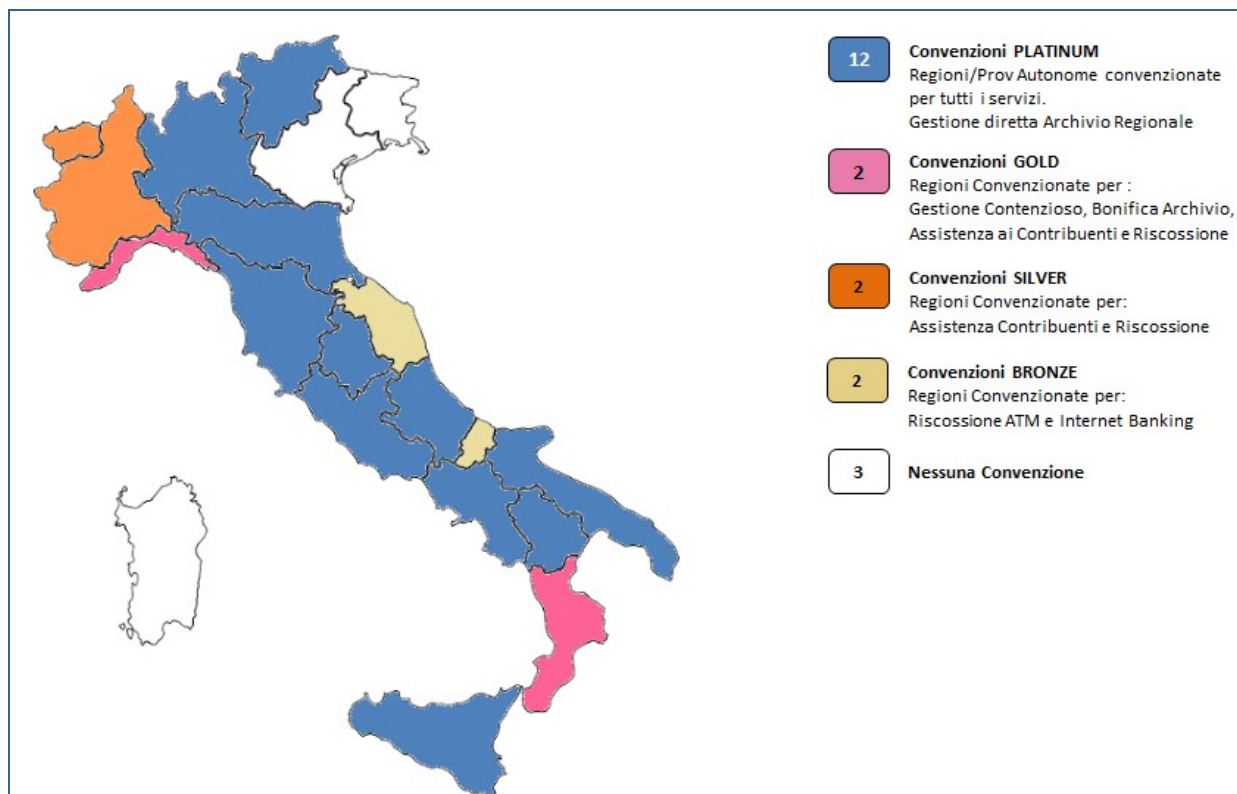 12
Convenzioni PLATINUM
Regioni/Prov Autonome convenzionate
per tutti i servizi.
Gestione diretta Archivio Regionale
2
Convenzioni GOLD
Regioni Convenzionate per :
Gestione Contenzioso, Bonifica Archivio,
Assistenza ai Contribuenti e Riscossione
2
Convenzioni SILVER
Regioni Convenzionate per:
Assistenza Contribuenti e Riscossione
2
Convenzioni BRONZE
Regioni Convenzionate per:
Riscossione ATM e Internet Banking
3
Nessuna Convenzione